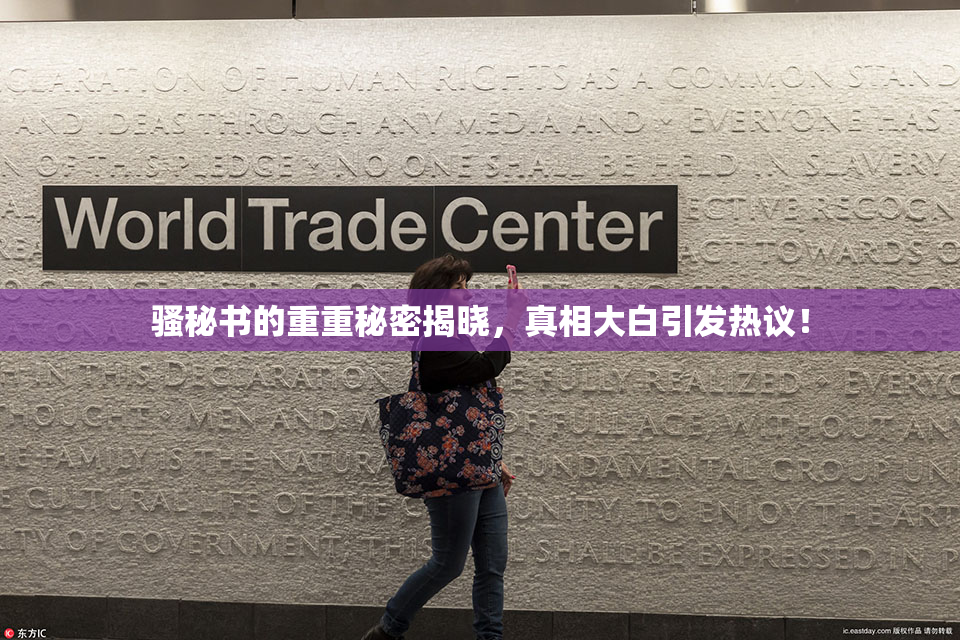 CLARATION OF HUMAN RIGHTS AS A COMMON STAND
AND IDEAS THROUGH ANY MEDIA AND ~ EVERYONE HAS T
N OF THIS PLEDGE ~ NO ONE SHALL BE HELD IN SLAVERY
World Trade Center
ECTIVE RECOGN
ACT TOWARDS O
骚秘书的重重秘密揭晓，真相大白引发热议！
H IN THIS DECLARATION FULLY REALIZED ~ EVERYO
THOUGHT MEN AND FULL AGE, WITHO
E FAMILY IS THE NATURA FUNDAMENTAL GROUP
E CULTURAL LIFE OF THE UNITY, TO ENJOY THE ART
TY OF GOVERNMENT; THIS SHALL BE EXPRESSED IN P
东方IC
ic.eastday.com 版权作品 请勿转载